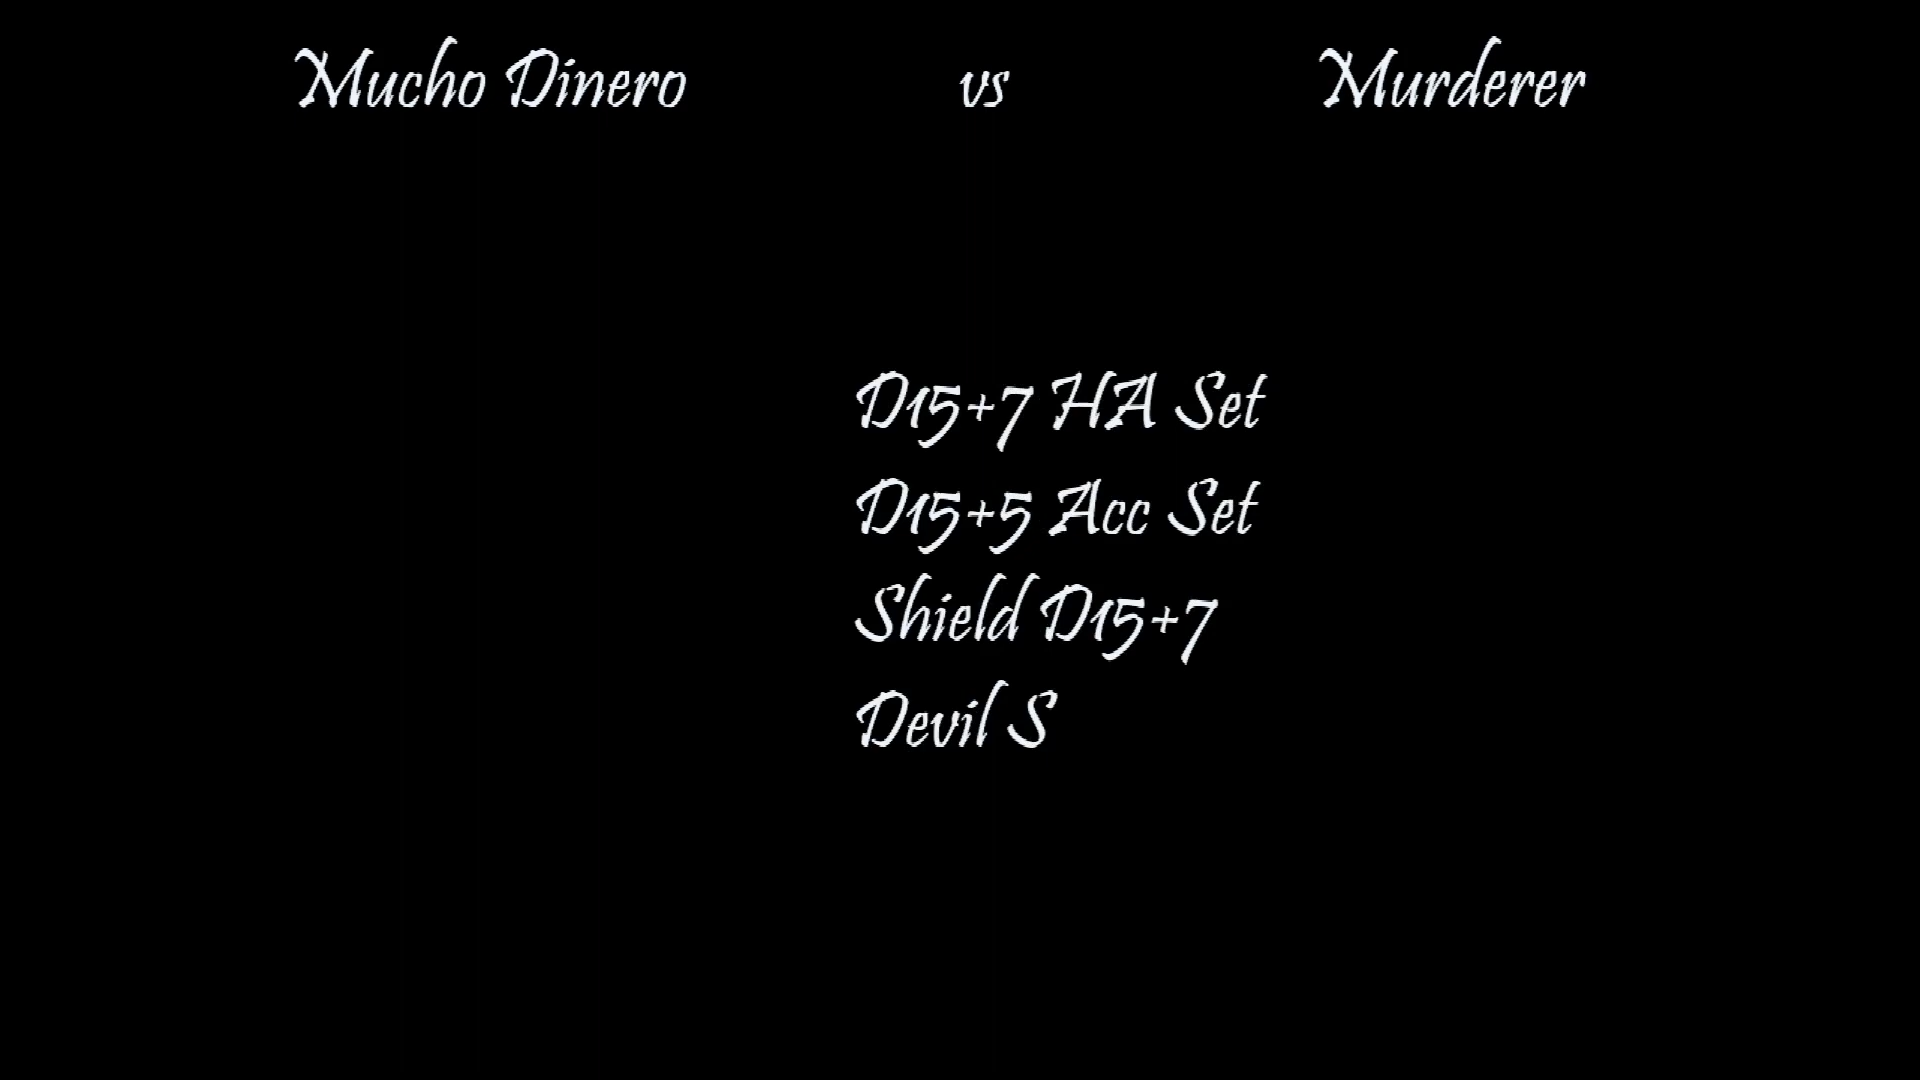 Mucho Dinero vs Murderer
D15+7 HA Set
D15+5 Acc Set
Shield D15+7
Devil S